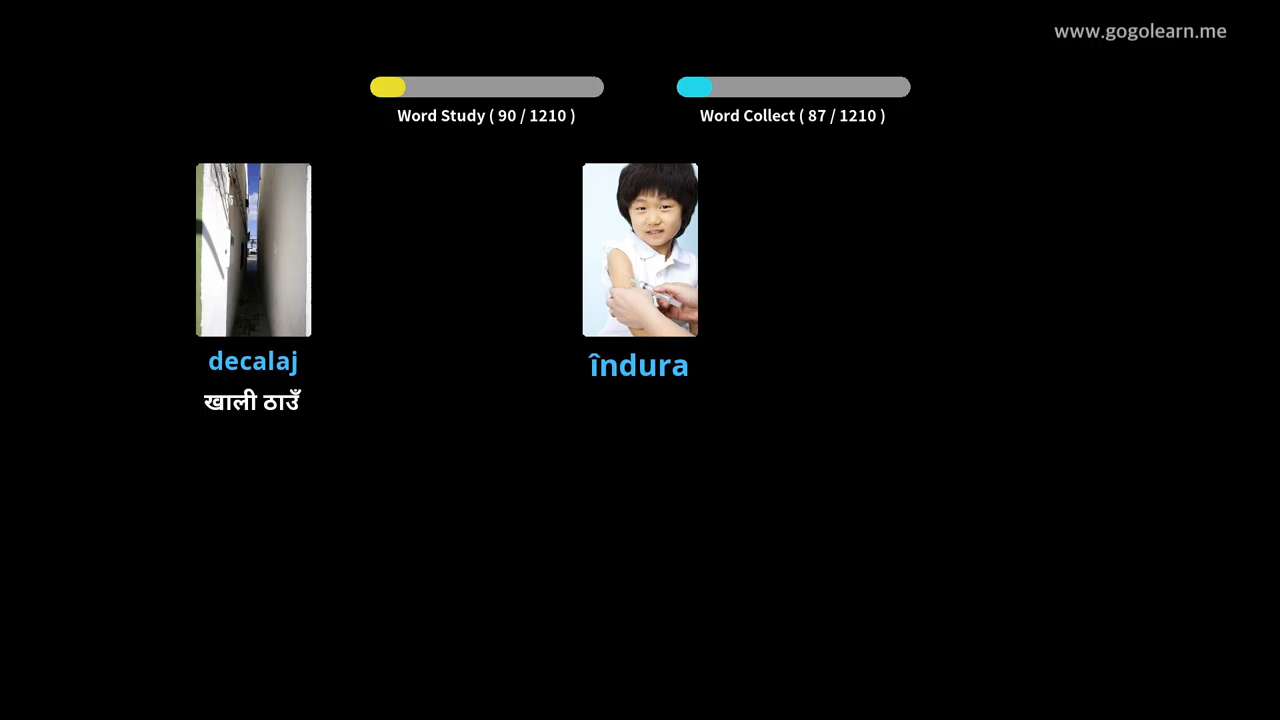 www.gogolearn.me
Word Study ( 90 / 1210 )
Word Collect ( 87 / 1210 )
decalaj
खाली ठाउँ
îndura